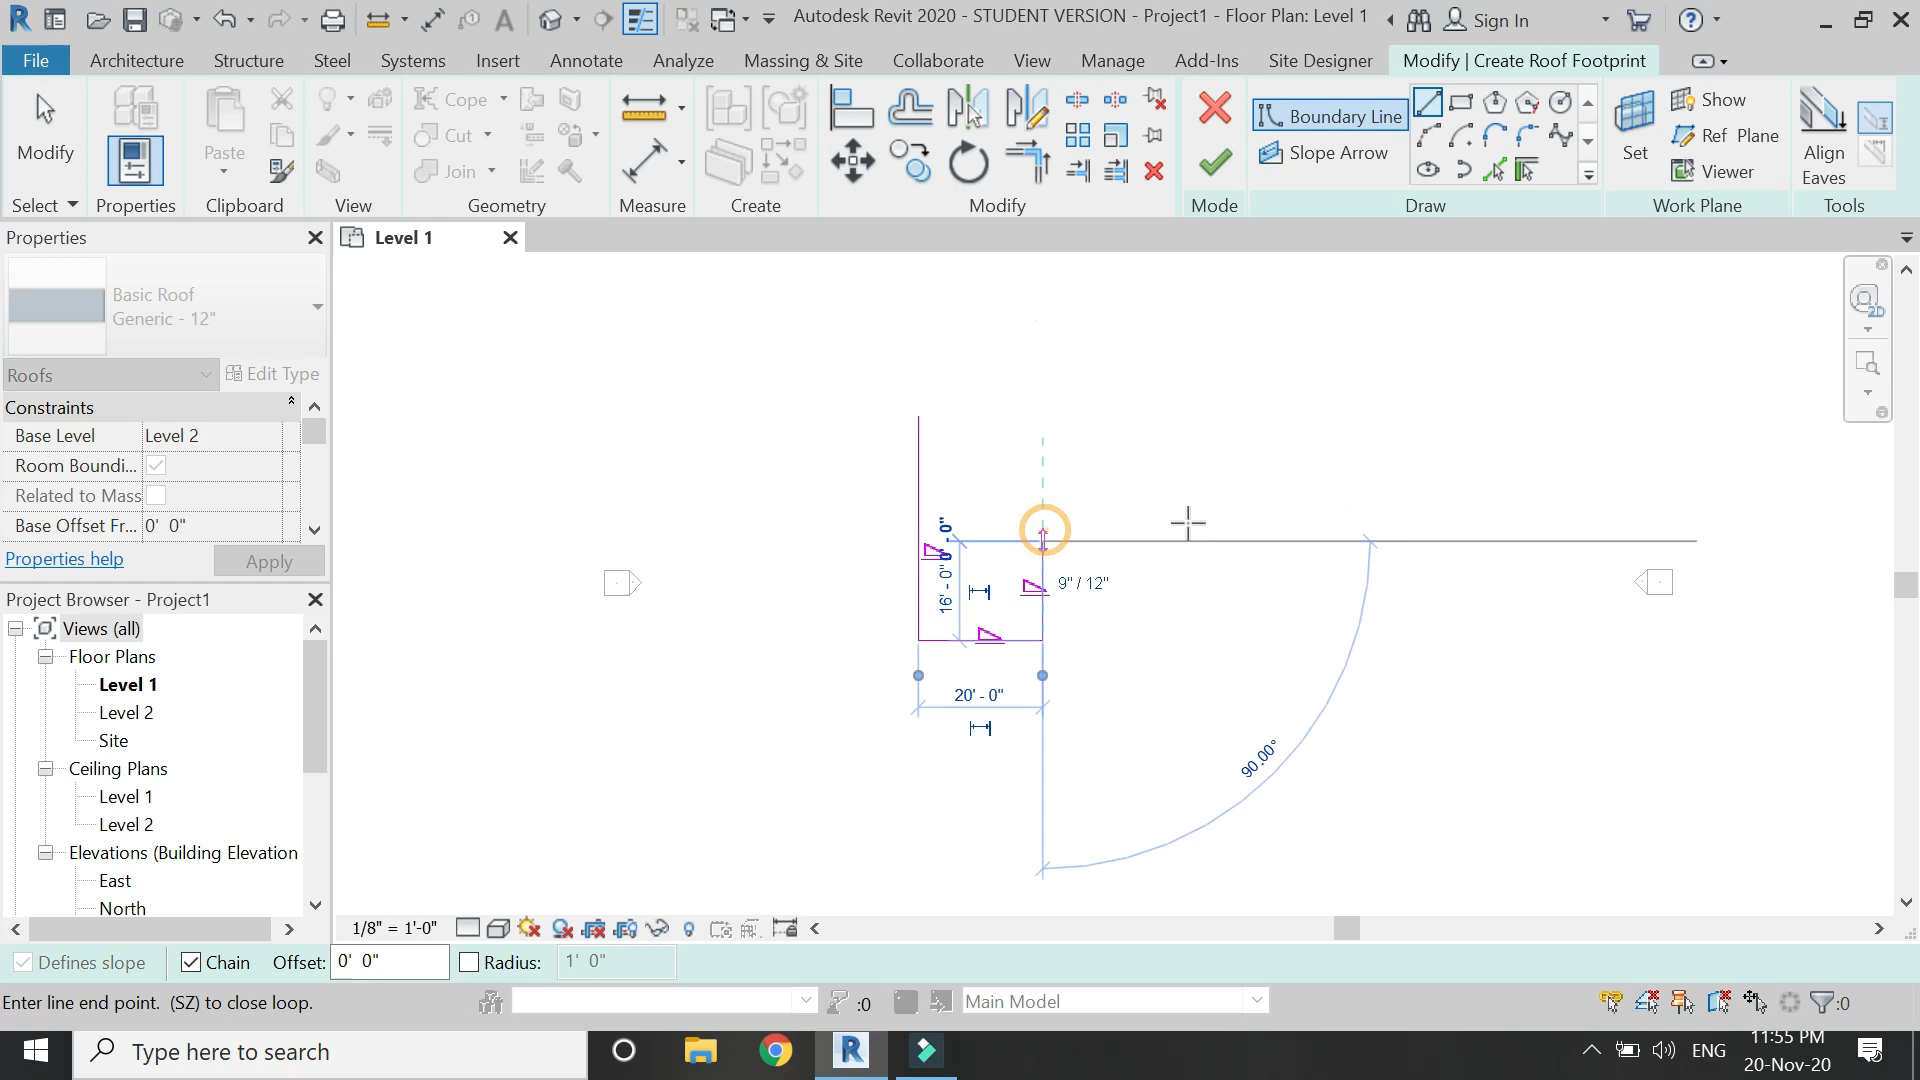 Autodesk Revit 2020 - STUDENT VERSION - Project1 - Floor Plan: Level 1
Sign In
File Architecture Structure Steel Systems Insert Annotate Analyze Massing & Site Collaborate View Manage Add-Ins Site Designer Modify | Create Roof Footprint
Modify
Paste
Cope
Cut
Join
Boundary Line
Slope Arrow
Set
Show
Ref Plane
Viewer
Align
Eaves
Select Properties Clipboard View Geometry Measure Create Modify Mode Draw Work Plane Tools
Properties
Level 1
Basic Roof
Generic - 12"
Roofs
Edit Type
Constraints
Base Level Level 2
Room Boundi...
Related to Mass
Base Offset Fr... 0' 0"
Properties help
Apply
Project Browser - Project1
Views (all)
Floor Plans
Level 1
Level 2
Site
Ceiling Plans
Level 1
Level 2
Elevations (Building Elevation
East
North
2D
16' - 0"
0' - 0"
9" / 12"
20' - 0"
90.00°
1/8" = 1'-0"
Defines slope
Chain
Offset: 0' 0"
Radius: 1' 0"
Enter line end point. (SZ) to close loop.
:0
Main Model
:0
Type here to search
ENG
11:55 PM
20-Nov-20